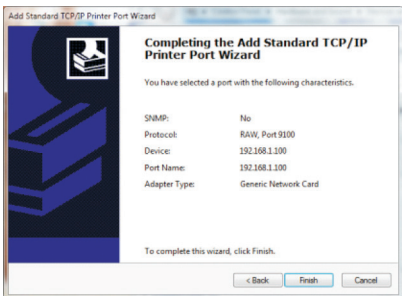 Add Standard TCP/IP Printer Port Wizard
Completing the Add Standard TCP/IP
Printer Port Wizard
You have selected a port with the following characteristics.
SNMP: No
Protocol: RAW, Port 9100
Device: 192.168.1.100
Port Name: 192.168.1.100
Adapter Type: Generic Network Card
To complete this wizard, click Finish.
< Back Finish Cancel